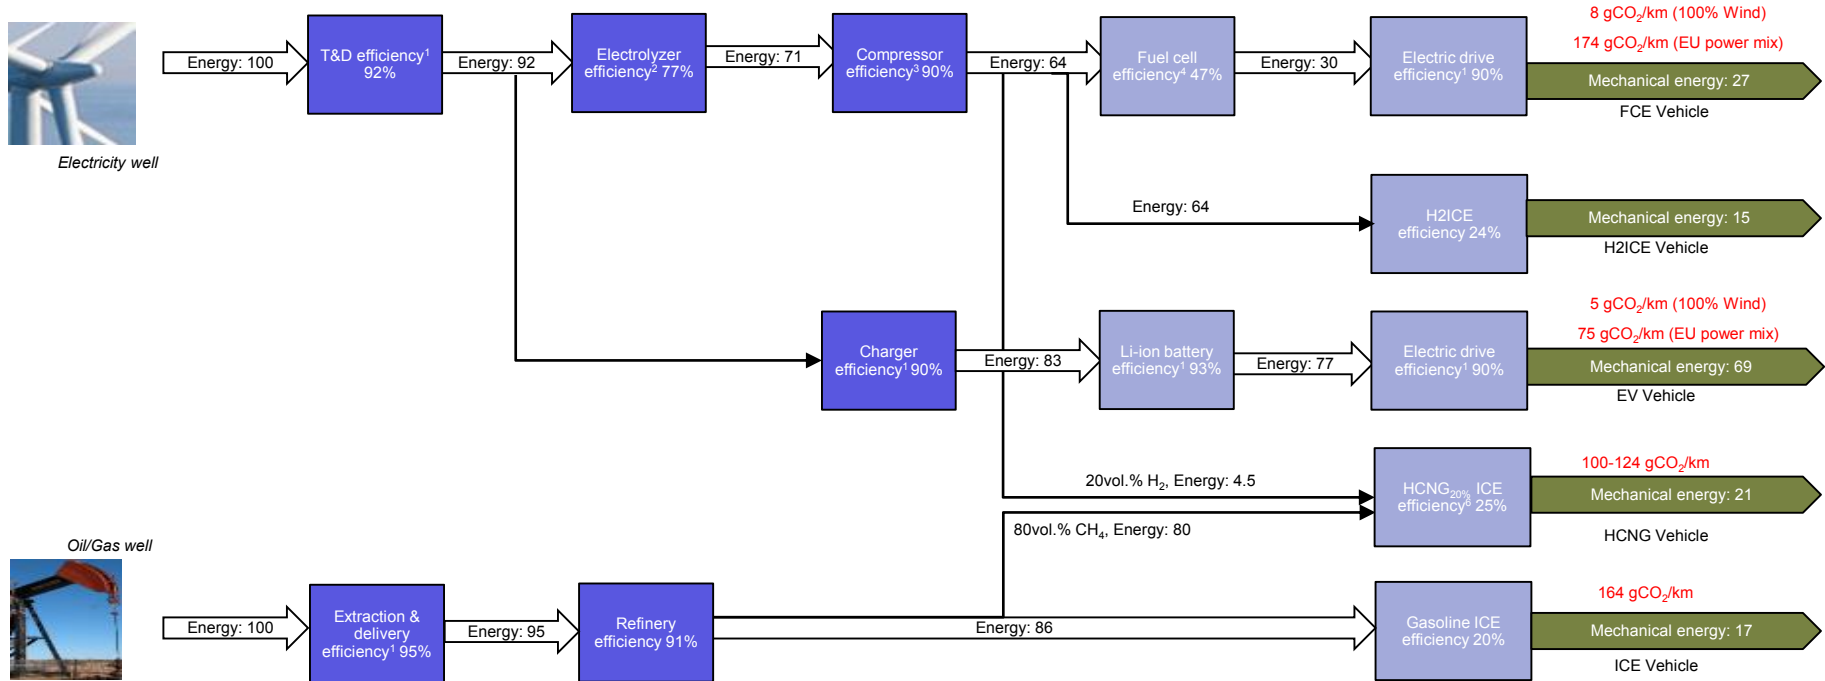 8 gCO₂/km (100% Wind)
174 gCO₂/km (EU power mix)
Energy: 100
T&D efficiency¹
92%
Energy: 92
Electrolyzer
efficiency² 77%
Energy: 71
Compressor
efficiency³ 90%
Energy: 64
Fuel cell
efficiency⁴ 47%
Energy: 30
Electric drive
efficiency¹ 90%
Mechanical energy: 27
FCE Vehicle
Electricity well
Energy: 64
H2ICE
efficiency 24%
Mechanical energy: 15
H2ICE Vehicle
5 gCO₂/km (100% Wind)
75 gCO₂/km (EU power mix)
Charger
efficiency¹ 90%
Energy: 83
Li-ion battery
efficiency¹ 93%
Energy: 77
Electric drive
efficiency¹ 90%
Mechanical energy: 69
EV Vehicle
100-124 gCO₂/km
20vol.% H₂, Energy: 4.5
HCNG₂₀% ICE
efficiency⁶ 25%
Mechanical energy: 21
80vol.% CH₄, Energy: 80
HCNG Vehicle
Oil/Gas well
164 gCO₂/km
Energy: 100
Extraction &
delivery
efficiency¹ 95%
Energy: 95
Refinery
efficiency 91%
Energy: 86
Gasoline ICE
efficiency 20%
Mechanical energy: 17
ICE Vehicle